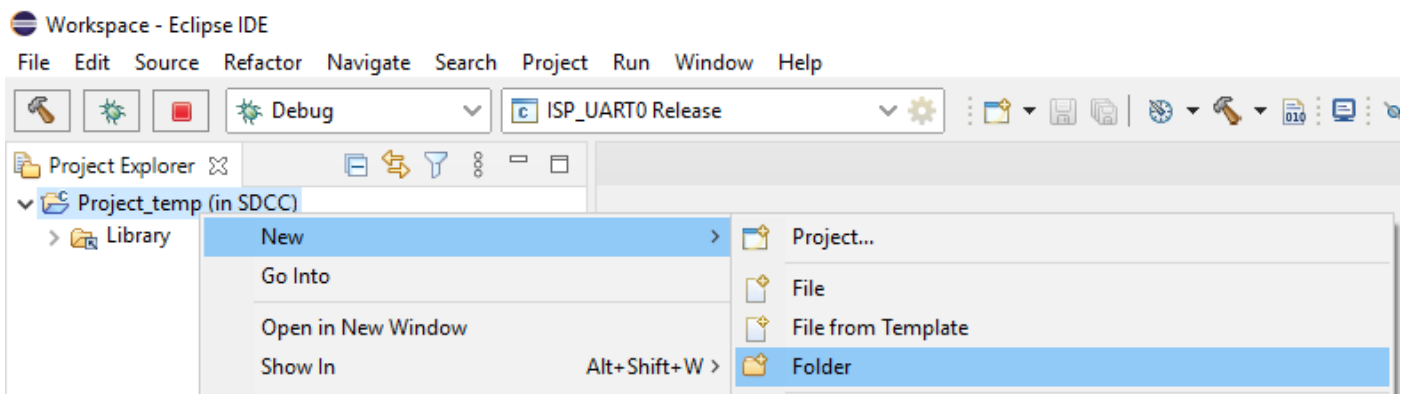 Workspace - Eclipse IDE
File Edit Source Refactor Navigate Search Project Run Window Help
Debug ISP_UART0 Release 010
Project Explorer
Project_temp (in SDCC)
Library New Project...
Go Into File
Open in New Window File from Template
Show In Alt+Shift+W > Folder